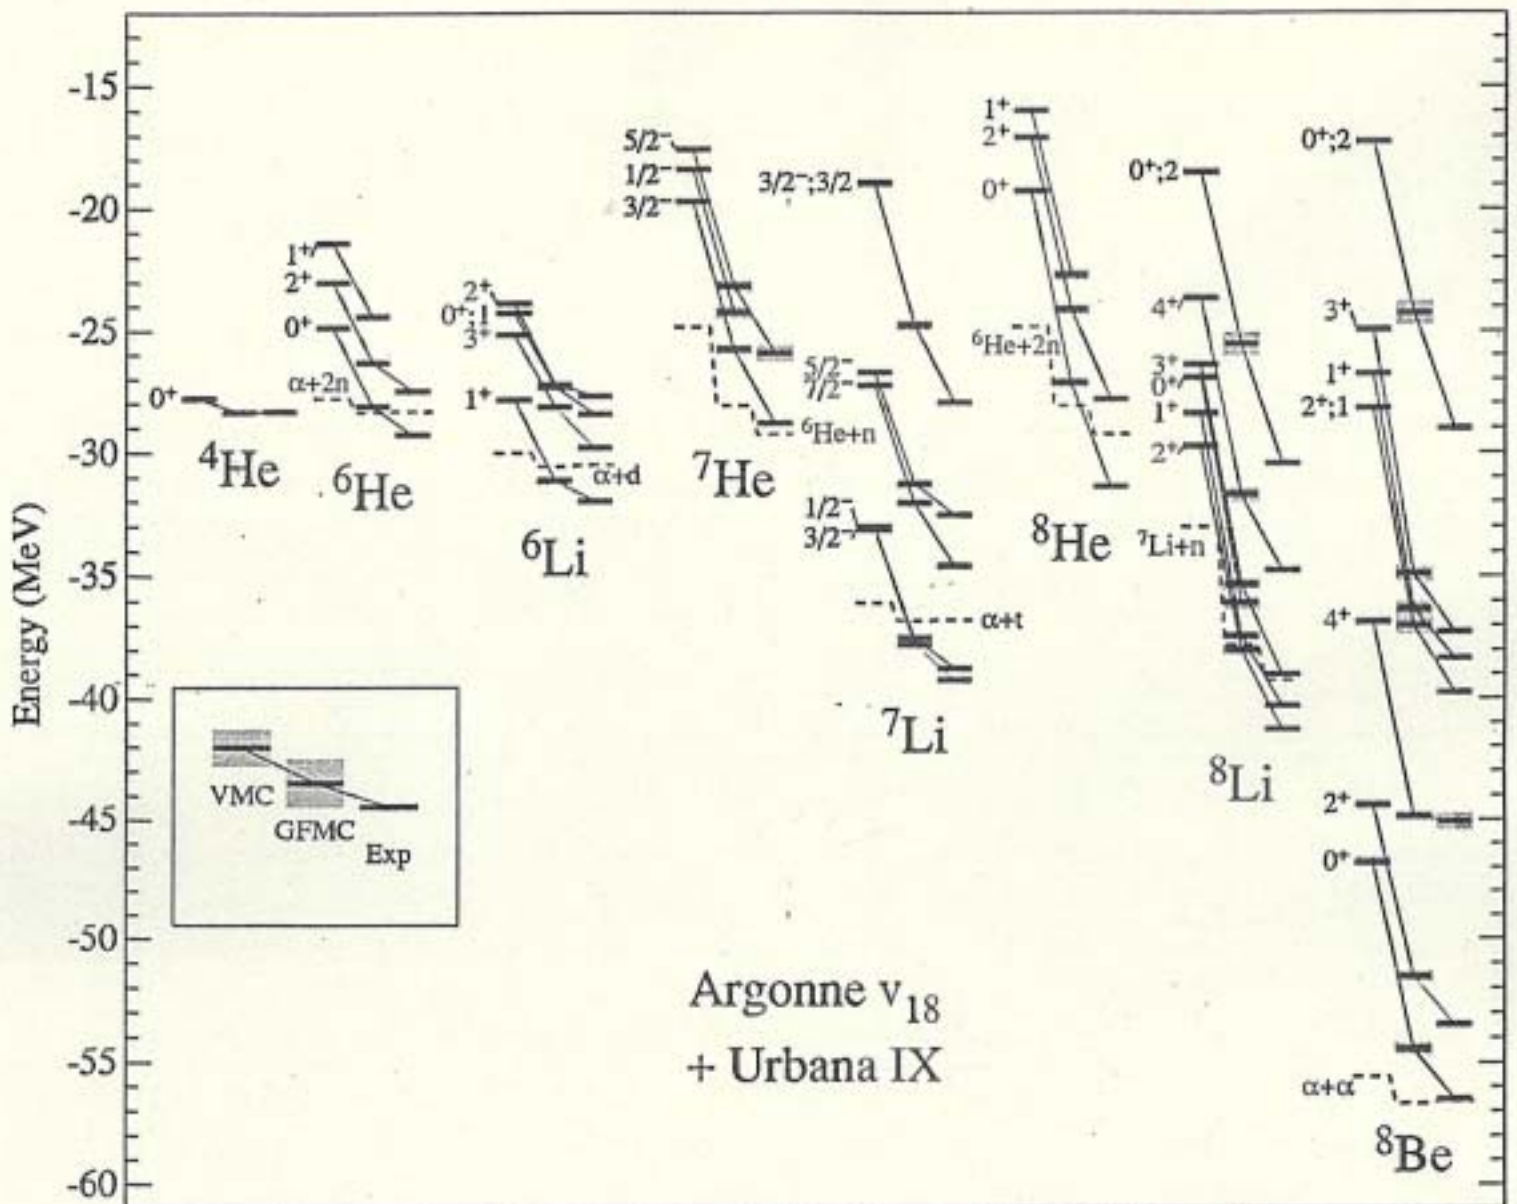 Energy (MeV)
-15
-20
-25
-30
-35
-40
-45
-50
-55
-60
0⁺
⁴He
1⁺
2⁺
0⁺
α+2n
⁶He
2⁺
0⁺;1
3⁺
1⁺
α+d
⁶Li
5/2⁻
1/2⁻
3/2⁻
⁶He+n
⁷He
3/2⁻;3/2
5/2⁻
7/2⁻
1/2⁻
3/2⁻
α+t
⁷Li
1⁺
2⁺
0⁺
⁶He+2n
⁸He
0⁺;2
4⁺
3⁺
0⁺
1⁺
2⁺
⁷Li+n
⁸Li
0⁺;2
3⁺
1⁺
2⁺;1
4⁺
2⁺
0⁺
α+α
⁸Be
VMC
GFMC
Exp
Argonne v₁₈
+ Urbana IX